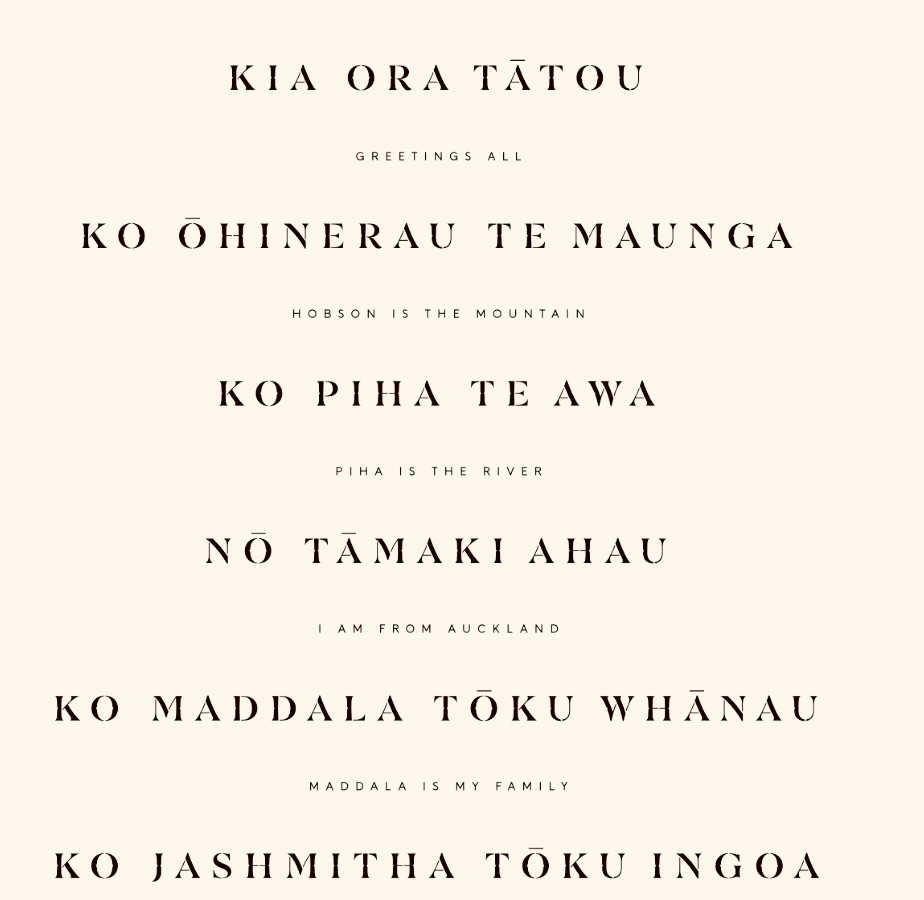 KIA ORA TĀTOU
GREETINGS ALL
KO ŌHINERAU TE MAUNGA
HOBSON IS THE MOUNTAIN
KO PIHA TE AWA
PIHA IS THE RIVER
NŌ TĀMAKI AHAU
I AM FROM AUCKLAND
KO MADDALA TŌKU WHĀNAU
MADDALA IS MY FAMILY
KO JASHMITHA TŌKU INGOA